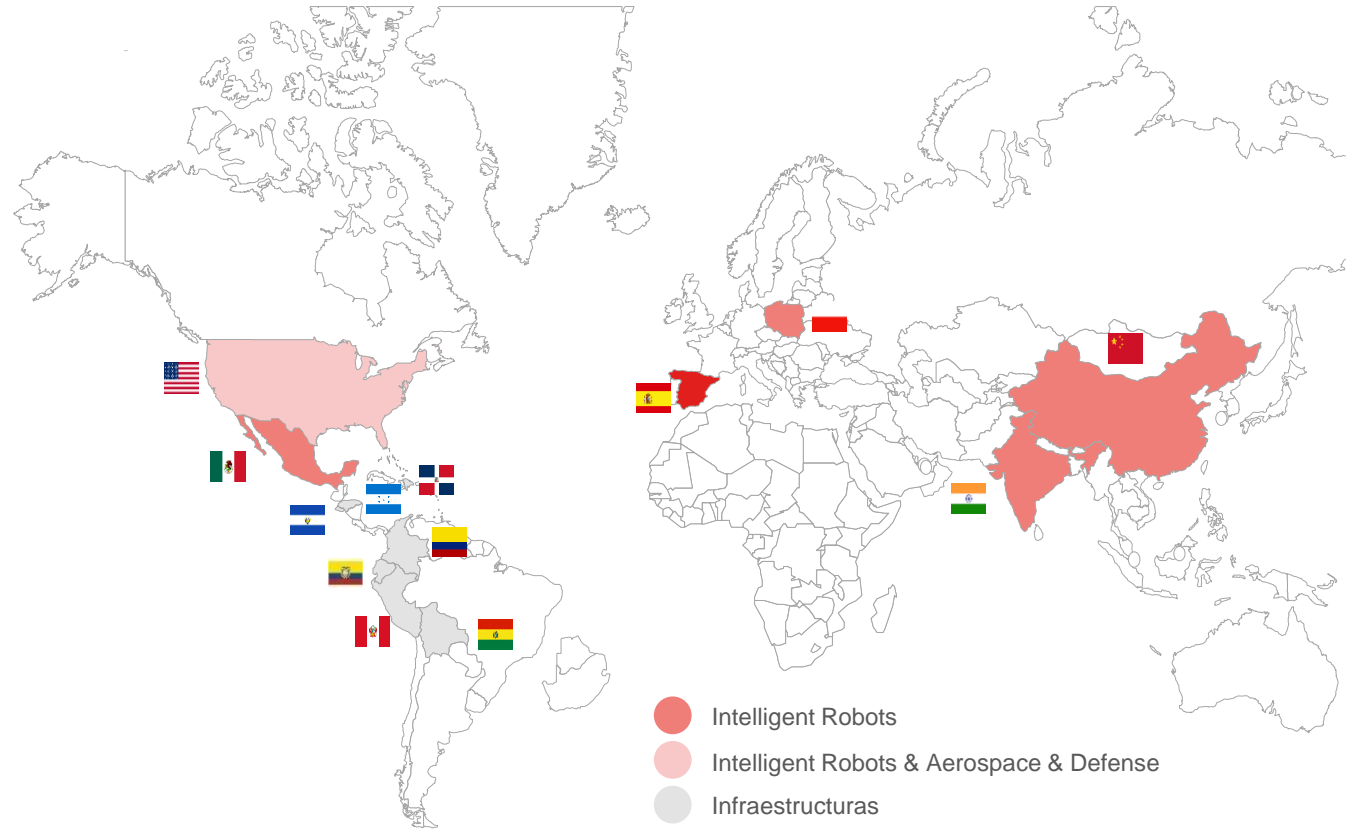 Intelligent Robots
Intelligent Robots & Aerospace & Defense
Infraestructuras